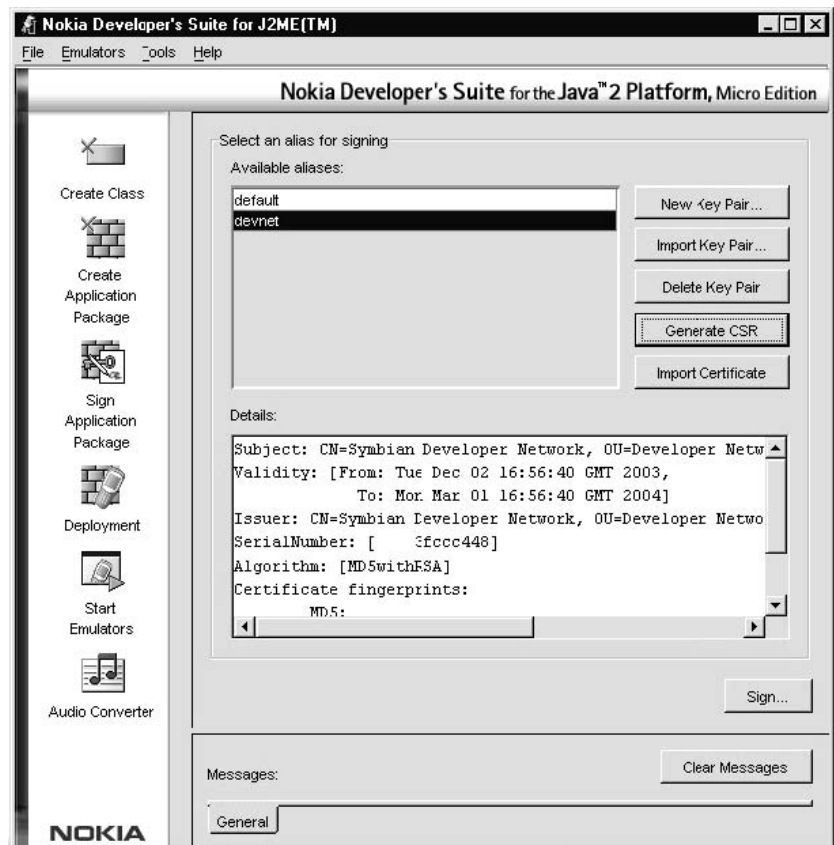 Nokia Developer's Suite for J2ME(TM)
File Emulators Tools Help
Nokia Developer's Suite for the Java™2 Platform, Micro Edition
Create Class
Create
Application
Package
Sign
Application
Package
Deployment
Start
Emulators
Audio Converter
NOKIA
Select an alias for signing
Available aliases:
default
devnet
New Key Pair...
Import Key Pair...
Delete Key Pair
Generate CSR
Import Certificate
Details:
Subject: CN=Symbian Developer Network, OU=Developer Netw
Validity: [From: Tue Dec 02 16:56:40 GMT 2003,
To: Mon Mar 01 16:56:40 GMT 2004]
Issuer: CN=Symbian Developer Network, OU=Developer Netwo
SerialNumber: [ 3fccc448]
Algorithm: [MD5withRSA]
Certificate fingerprints:
MD5:
Sign...
Messages:
Clear Messages
General